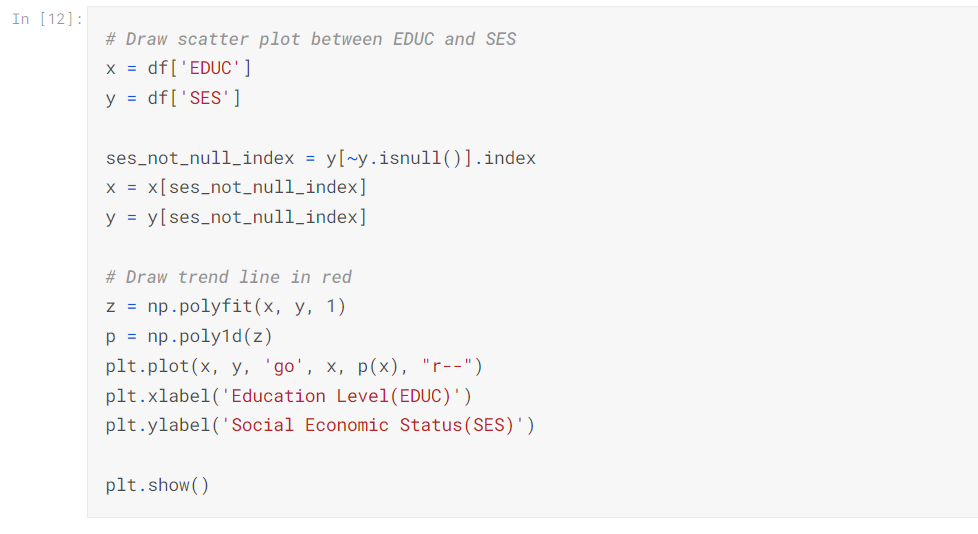 In [12]:
# Draw scatter plot between EDUC and SES
x = df['EDUC']
y = df['SES']
ses_not_null_index = y[~y.isnull()].index
x = x[ses_not_null_index]
y = y[ses_not_null_index]
# Draw trend line in red
z = np.polyfit(x, y, 1)
p = np.poly1d(z)
plt.plot(x, y, 'go', x, p(x), "r--")
plt.xlabel('Education Level(EDUC)')
plt.ylabel('Social Economic Status(SES)')
plt.show()